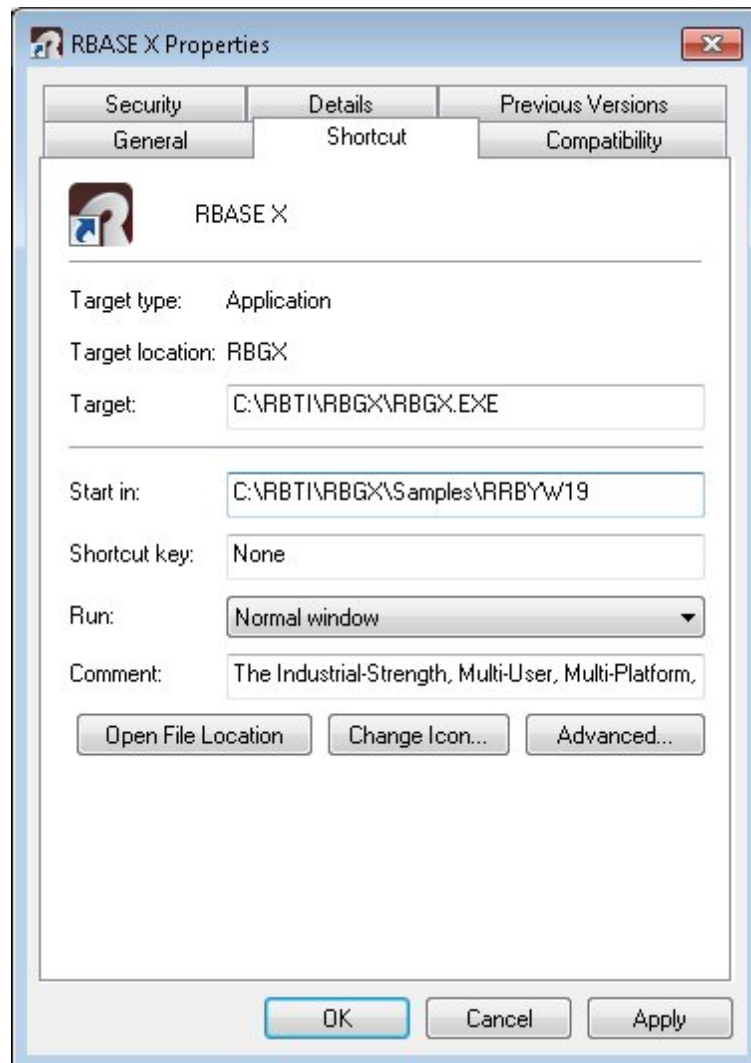 RBASE X Properties
Security Details Previous Versions
General Shortcut Compatibility
RBASE X
Target type: Application
Target location: RBGX
Target: C:\RBTI\RBGX\RBGX.EXE
Start in: C:\RBTI\RBGX\Samples\RRBYW19
Shortcut key: None
Run: Normal window
Comment: The Industrial-Strength, Multi-User, Multi-Platform,
Open File Location Change Icon... Advanced...
OK Cancel Apply